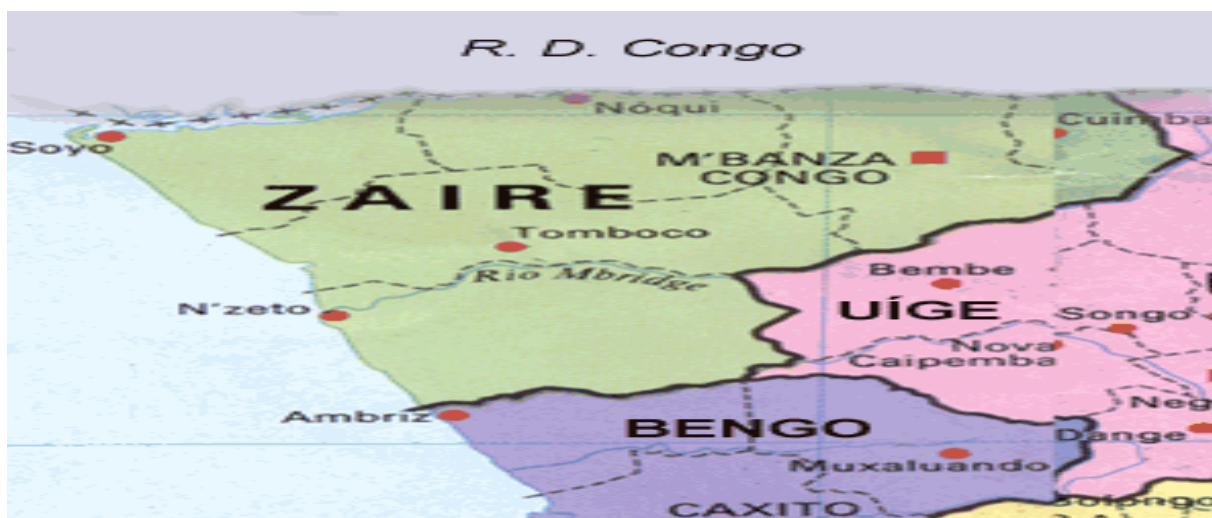 R. D. Congo
Nóqui
Cuimba
Soyo
M'BANZA
CONGO
ZAIRE
Tomboco
Rio Mbridge
Bembe
N'zeto
UÍGE
Songo
Nova
Caipemba
Ambriz
BENGO
Neg
Dange
Muxaluando
CAXITO